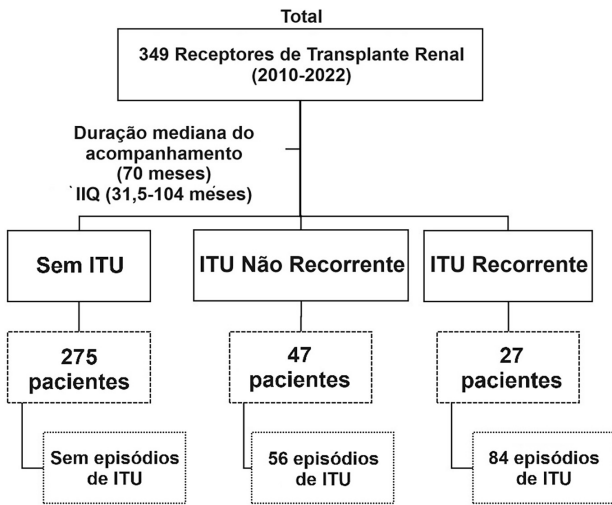 Total
349 Receptores de Transplante Renal
(2010-2022)
Duração mediana do
acompanhamento
(70 meses)
IIQ (31,5-104 meses)
Sem ITU
ITU Não Recorrente
ITU Recorrente
275
pacientes
47
pacientes
27
pacientes
Sem episódios
de ITU
56 episódios
de ITU
84 episódios
de ITU